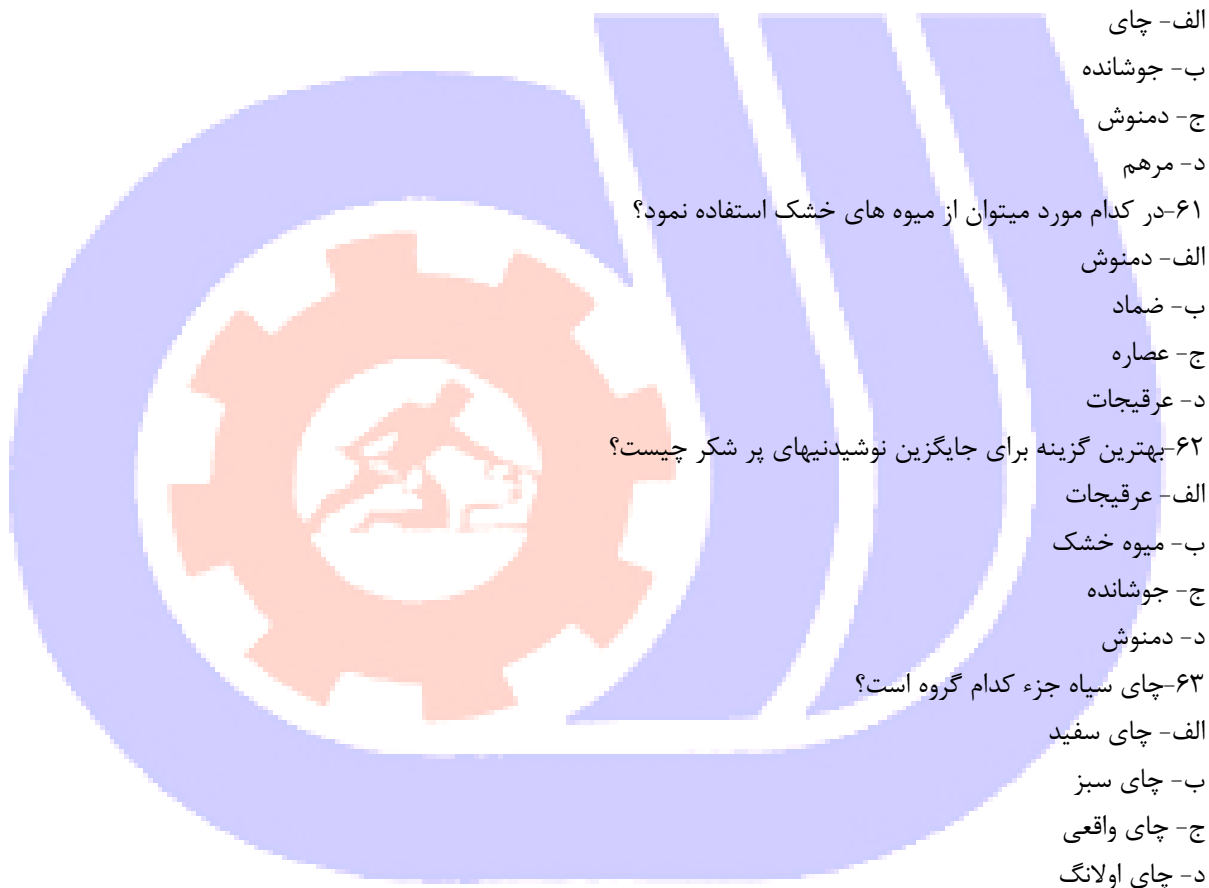 الف- چای
ب- جوشانده
ج- دمنوش
د- مرهم
۶۱-در کدام مورد میتوان از میوه های خشک استفاده نمود؟
الف- دمنوش
ب- ضماد
ج- عصاره
د- عرقیجات
۶۲-بهترین گزینه برای جایگزین نوشیدنیهای پر شکر چیست؟
الف- عرقیجات
ب- میوه خشک
ج- جوشانده
د- دمنوش
۶۳-چای سیاه جزء کدام گروه است؟
الف- چای سفید
ب- چای سبز
ج- چای واقعی
د- چای اولانگ